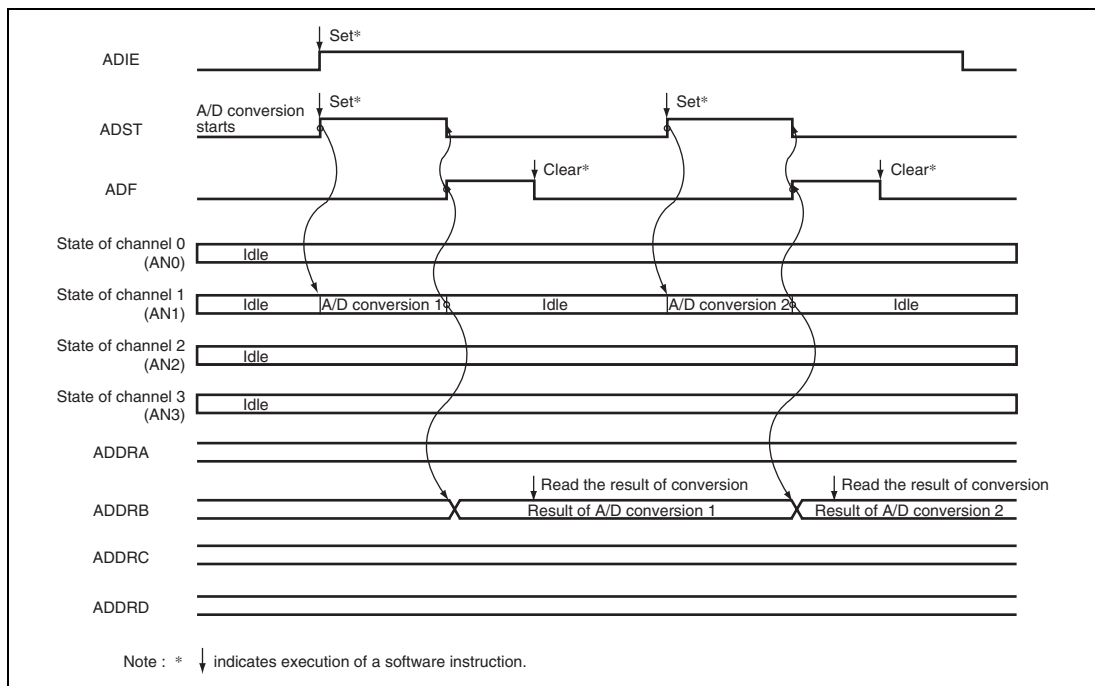 Set*
ADIE
Set*
Set*
A/D conversion
starts
ADST
Clear*
Clear*
ADF
State of channel 0
(AN0)
Idle
State of channel 1
(AN1)
Idle
A/D conversion 1
Idle
A/D conversion 2
Idle
State of channel 2
(AN2)
Idle
State of channel 3
(AN3)
Idle
ADDRA
Read the result of conversion
Read the result of conversion
ADDRB
Result of A/D conversion 1
Result of A/D conversion 2
ADDRC
ADDRD
Note : * indicates execution of a software instruction.